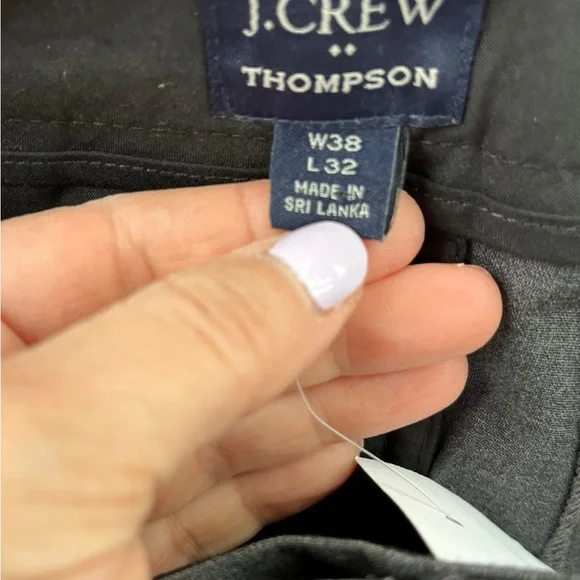 J.CREW
THOMPSON
W38
L32
MADE IN
SRI LANKA